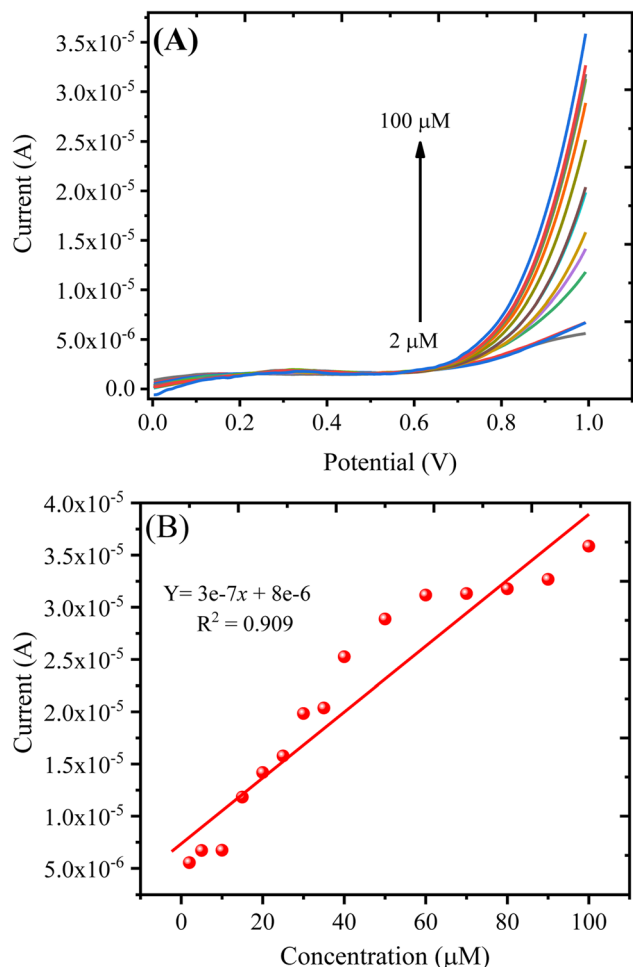 (A)
3.5x10⁻⁵
3.0x10⁻⁵
2.5x10⁻⁵
2.0x10⁻⁵
1.5x10⁻⁵
1.0x10⁻⁵
5.0x10⁻⁶
0.0
Current (A)
100 μM
2 μM
0.0 0.2 0.4 0.6 0.8 1.0
Potential (V)
(B)
4.0x10⁻⁵
3.5x10⁻⁵
3.0x10⁻⁵
2.5x10⁻⁵
2.0x10⁻⁵
1.5x10⁻⁵
1.0x10⁻⁵
5.0x10⁻⁶
Current (A)
Y= 3e-7x + 8e-6
R² = 0.909
0 20 40 60 80 100
Concentration (μM)